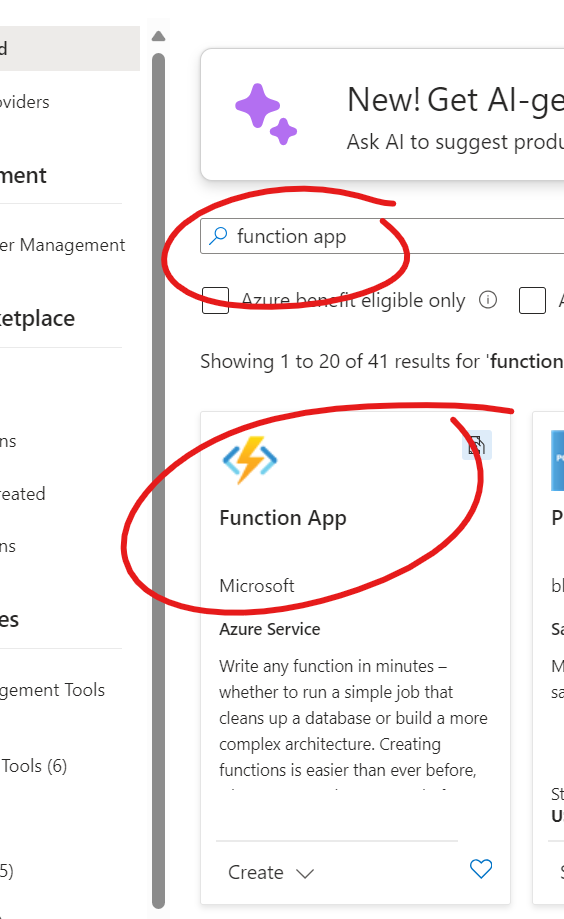 d
oviders
ment
er Management
etplace
ns
reated
ns
es
gement Tools
Tools (6)
5)
New! Get AI-ge
Ask AI to suggest produ
function app
Azure benefit eligible only
Showing 1 to 20 of 41 results for 'function
Function App
Microsoft
Azure Service
Write any function in minutes –
whether to run a simple job that
cleans up a database or build a more
complex architecture. Creating
functions is easier than ever before,
Create
P
bl
Sa
M
sa
St
U